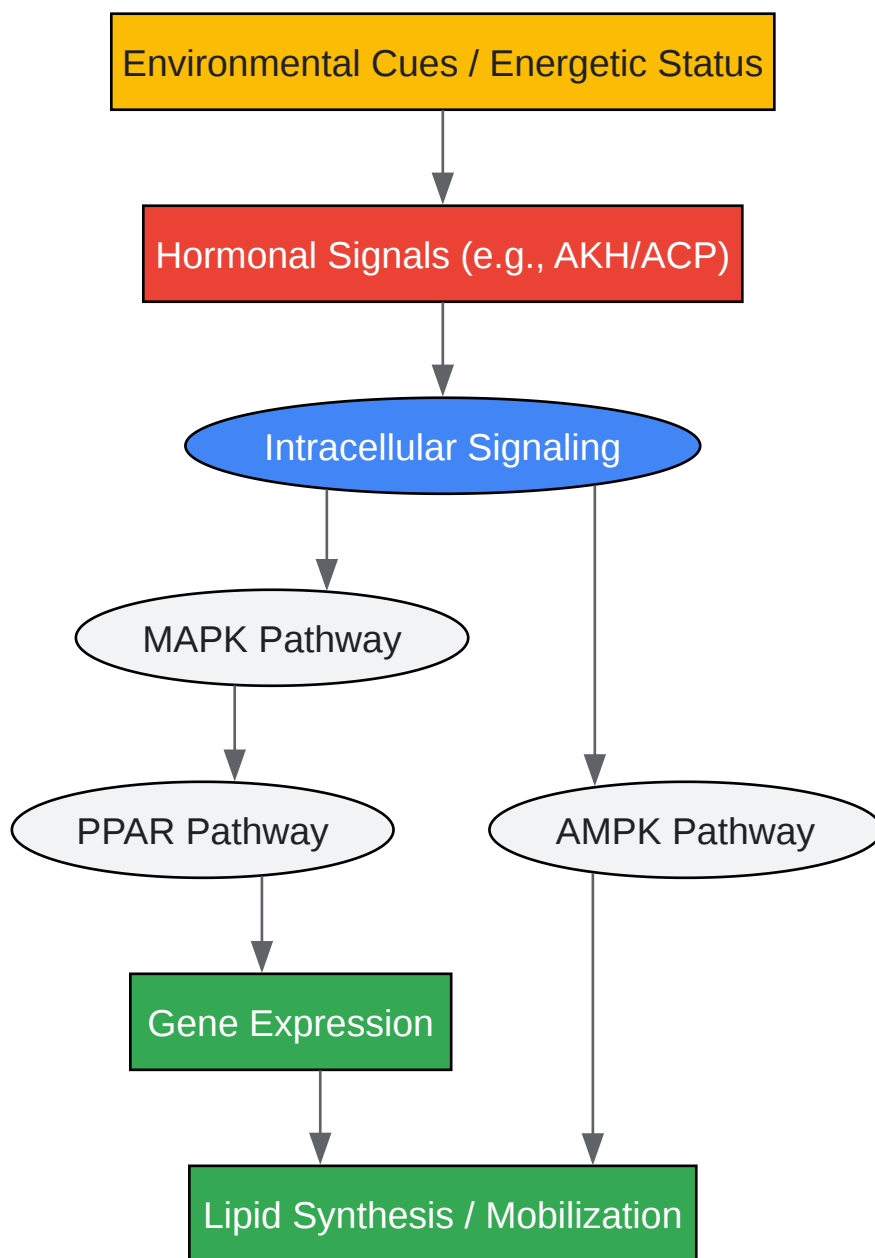 Environmental Cues / Energetic Status
Hormonal Signals (e.g., AKH/ACP)
Intracellular Signaling
MAPK Pathway
PPAR Pathway
AMPK Pathway
Gene Expression
Lipid Synthesis / Mobilization